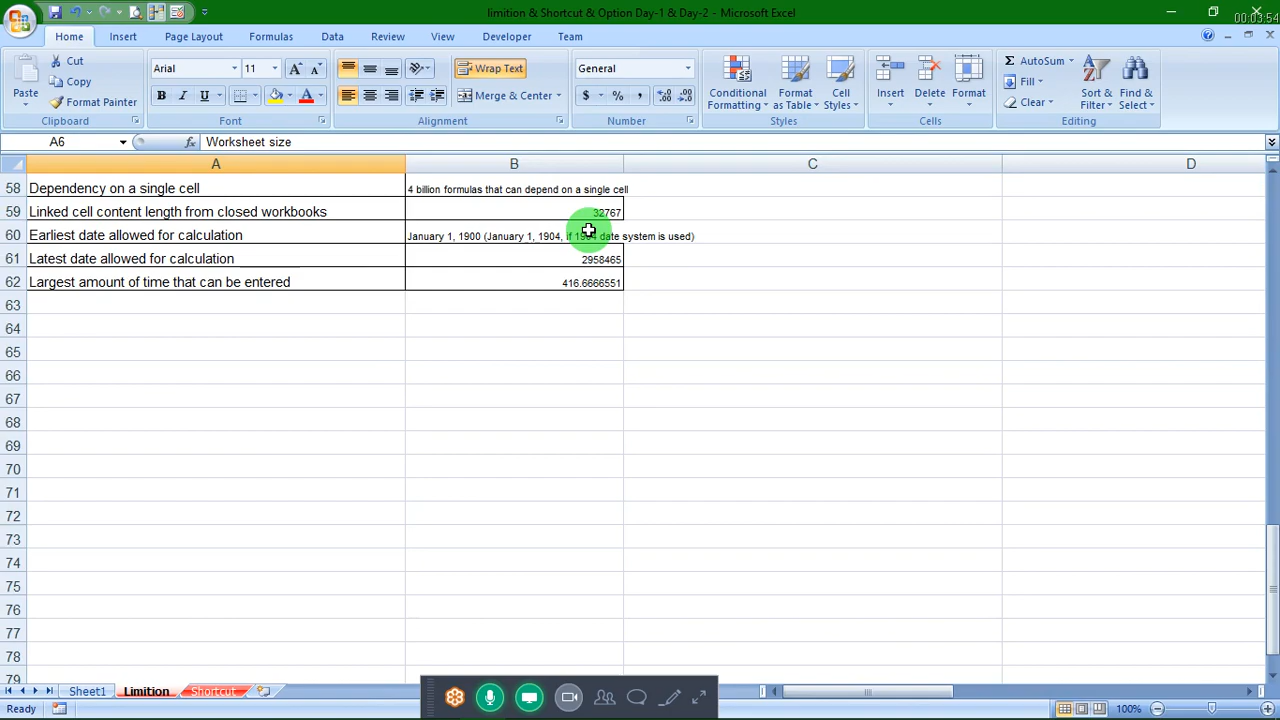 limition & Shortcut & Option Day-1 & Day-2 - Microsoft Excel
00:03:54
Home Insert Page Layout Formulas Data Review View Developer Team
Paste
Cut
Copy
Format Painter
Clipboard
Arial 11
B I U A
Font
Wrap Text
Merge & Center
Alignment
General
$ % ,
Number
Conditional Formatting
Format as Table
Cell Styles
Styles
Insert Delete Format
Cells
Σ AutoSum
Fill
Clear
Sort & Filter
Find & Select
Editing
A6 fx Worksheet size
A B C D
58 Dependency on a single cell 4 billion formulas that can depend on a single cell
59 Linked cell content length from closed workbooks 32767
60 Earliest date allowed for calculation January 1, 1900 (January 1, 1904, if 1904 date system is used)
61 Latest date allowed for calculation 2958465
62 Largest amount of time that can be entered 416.6666551
63
64
65
66
67
68
69
70
71
72
73
74
75
76
77
78
79
Sheet1 Limition Shortcut
Ready 100%